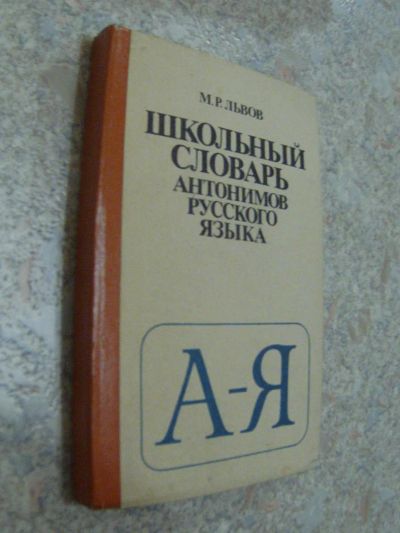 М.Р.ЛЬВОВ
ШКОЛЬНЫЙ
СЛОВАРЬ
АНТОНИМОВ
РУССКОГО
ЯЗЫКА
А-Я